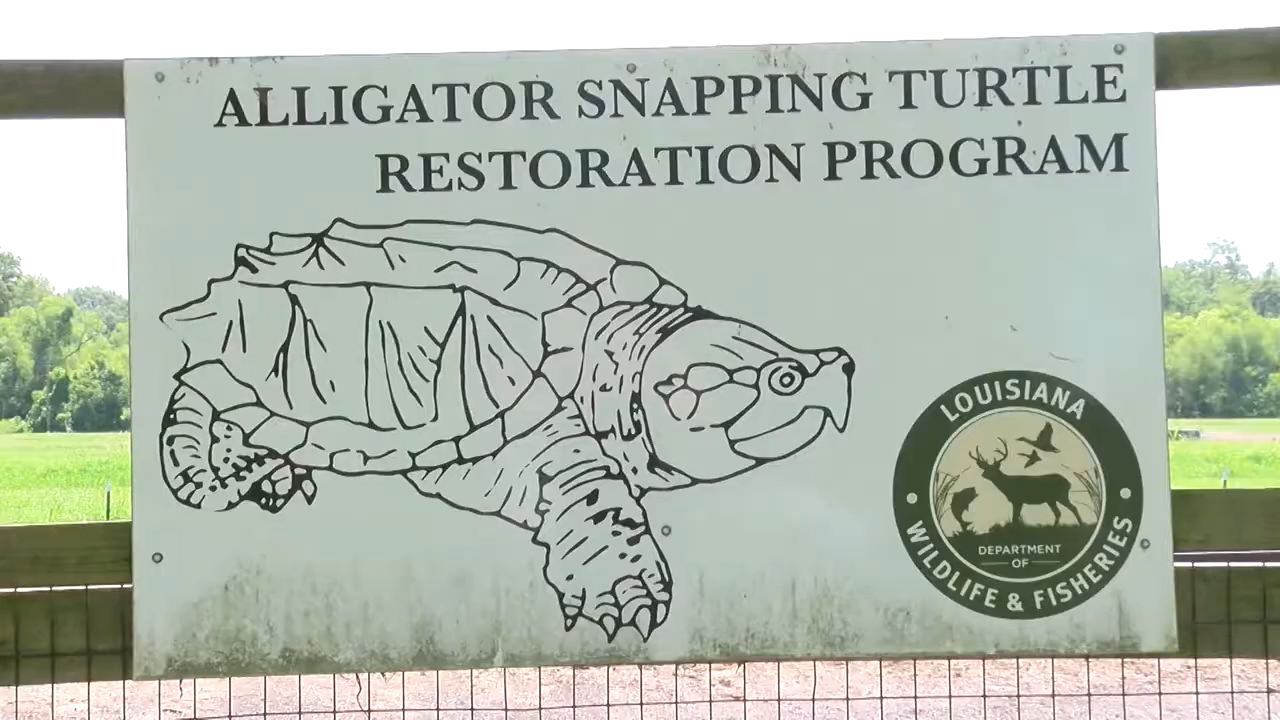 ALLIGATOR SNAPPING TURTLE
RESTORATION PROGRAM
LOUISIANA
DEPARTMENT
OF
WILDLIFE & FISHERIES